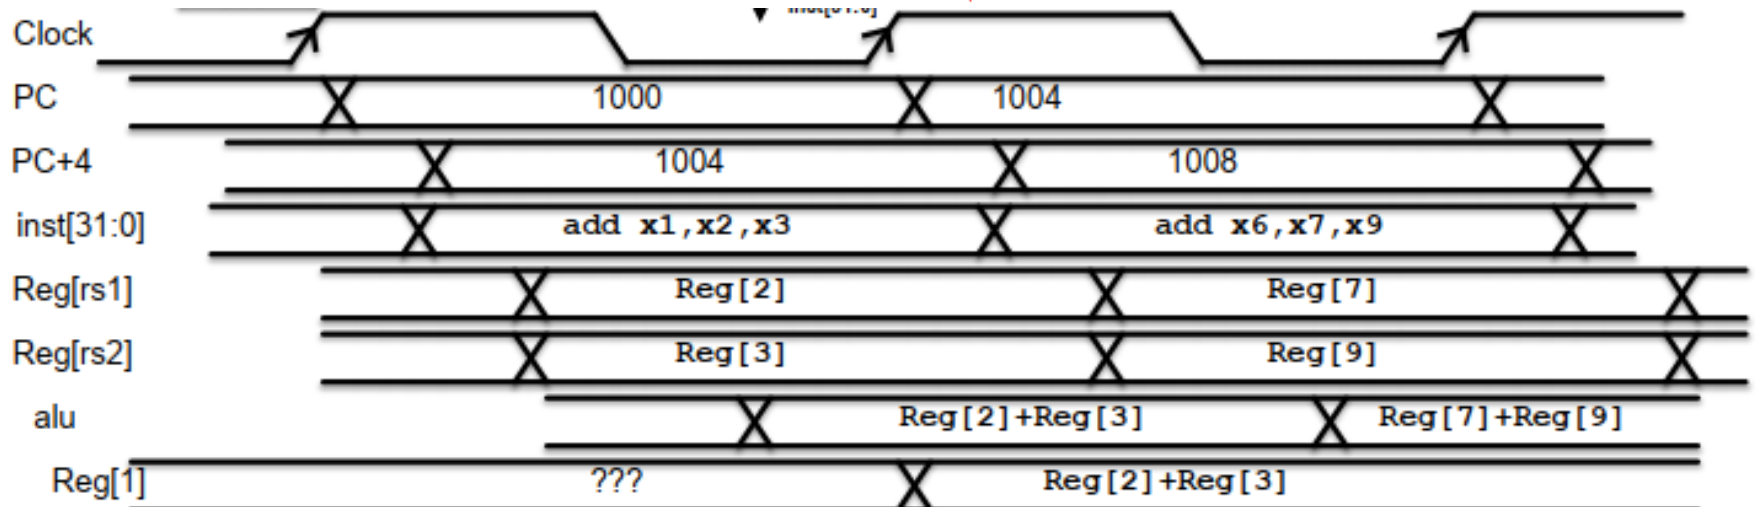 Clock
PC 1000 1004
PC+4 1004 1008
inst[31:0] add x1,x2,x3 add x6,x7,x9
Reg[rs1] Reg[2] Reg[7]
Reg[rs2] Reg[3] Reg[9]
alu Reg[2]+Reg[3] Reg[7]+Reg[9]
Reg[1] ??? Reg[2]+Reg[3]